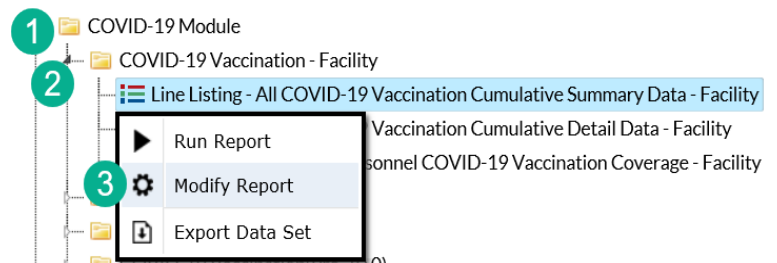 1 COVID-19 Module
COVID-19 Vaccination - Facility
2
Line Listing - All COVID-19 Vaccination Cumulative Summary Data - Facility
Run Report
Vaccination Cumulative Detail Data - Facility
sonnel COVID-19 Vaccination Coverage - Facility
3 Modify Report
Export Data Set